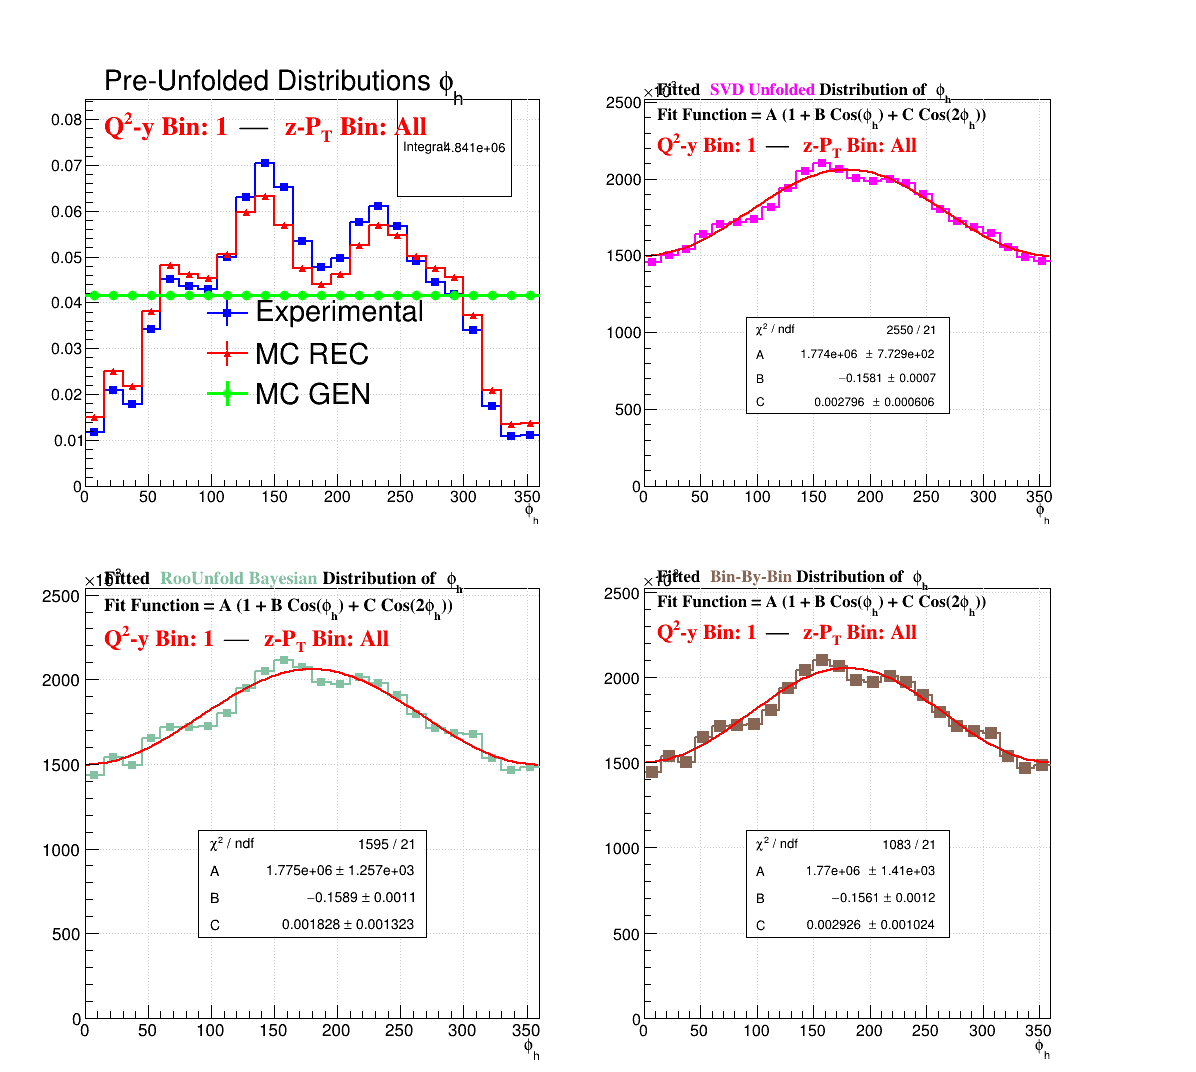 Pre-Unfolded Distributions ϕh
Q²-y Bin: 1 — z-PT Bin: All
Integral 4.841e+06
0.08
0.07
0.06
0.05
0.04
0.03
0.02
0.01
0
Experimental
MC REC
MC GEN
0 50 100 150 200 250 300 350
ϕh
×10³
Fitted SVD Unfolded Distribution of ϕh
Fit Function = A (1 + B Cos(ϕh) + C Cos(2ϕh))
Q²-y Bin: 1 — z-PT Bin: All
2500
2000
1500
1000
500
0
χ² / ndf 2550 / 21
A 1.774e+06 ± 7.729e+02
B −0.1581 ± 0.0007
C 0.002796 ± 0.000606
0 50 100 150 200 250 300 350
ϕh
×10³
Fitted RooUnfold Bayesian Distribution of ϕh
Fit Function = A (1 + B Cos(ϕh) + C Cos(2ϕh))
Q²-y Bin: 1 — z-PT Bin: All
2500
2000
1500
1000
500
0
χ² / ndf 1595 / 21
A 1.775e+06 ± 1.257e+03
B −0.1589 ± 0.0011
C 0.001828 ± 0.001323
0 50 100 150 200 250 300 350
ϕh
×10³
Fitted Bin-By-Bin Distribution of ϕh
Fit Function = A (1 + B Cos(ϕh) + C Cos(2ϕh))
Q²-y Bin: 1 — z-PT Bin: All
2500
2000
1500
1000
500
0
χ² / ndf 1083 / 21
A 1.77e+06 ± 1.41e+03
B −0.1561 ± 0.0012
C 0.002926 ± 0.001024
0 50 100 150 200 250 300 350
ϕh